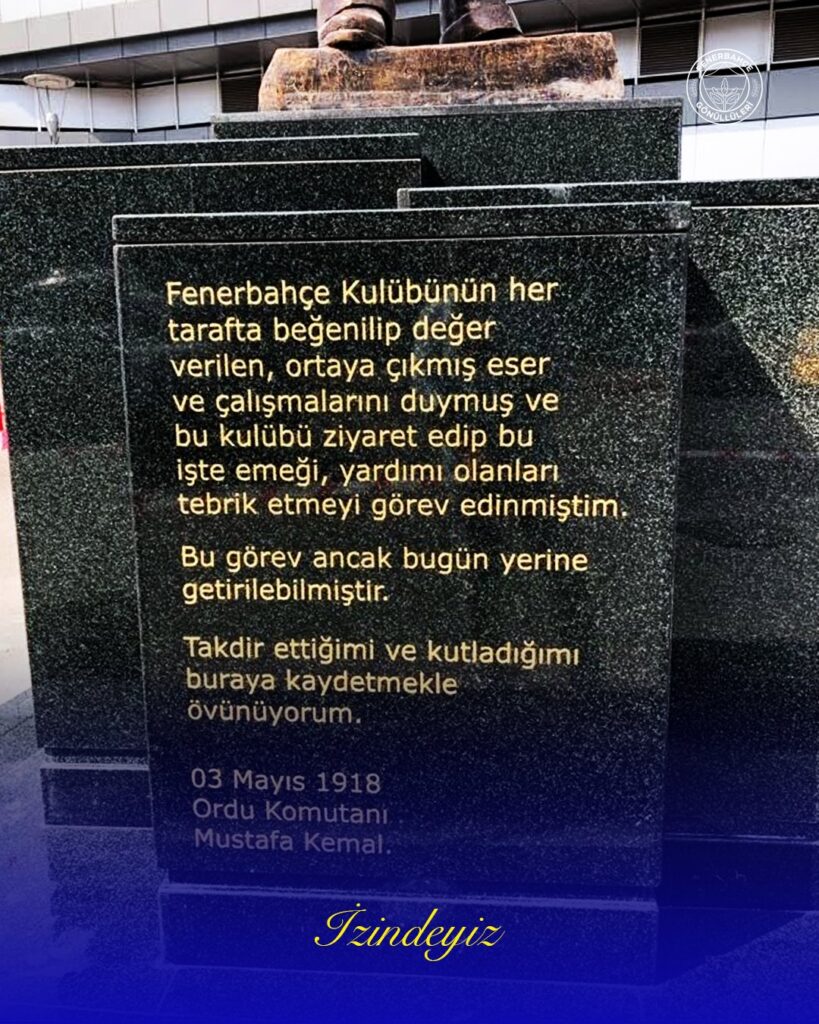 FENERBAHÇE
GÖNÜLLÜLERİ
Fenerbahçe Kulübünün her
tarafta beğenilip değer
verilen, ortaya çıkmış eser
ve çalışmalarını duymuş ve
bu kulübü ziyaret edip bu
işte emeği, yardımı olanları
tebrik etmeyi görev edinmiştim.
Bu görev ancak bugün yerine
getirilebilmiştir.
Takdir ettiğimi ve kutladığımı
buraya kaydetmekle
övünüyorum.
03 Mayıs 1918
Ordu Komutanı
Mustafa Kemal.
İzindeyiz